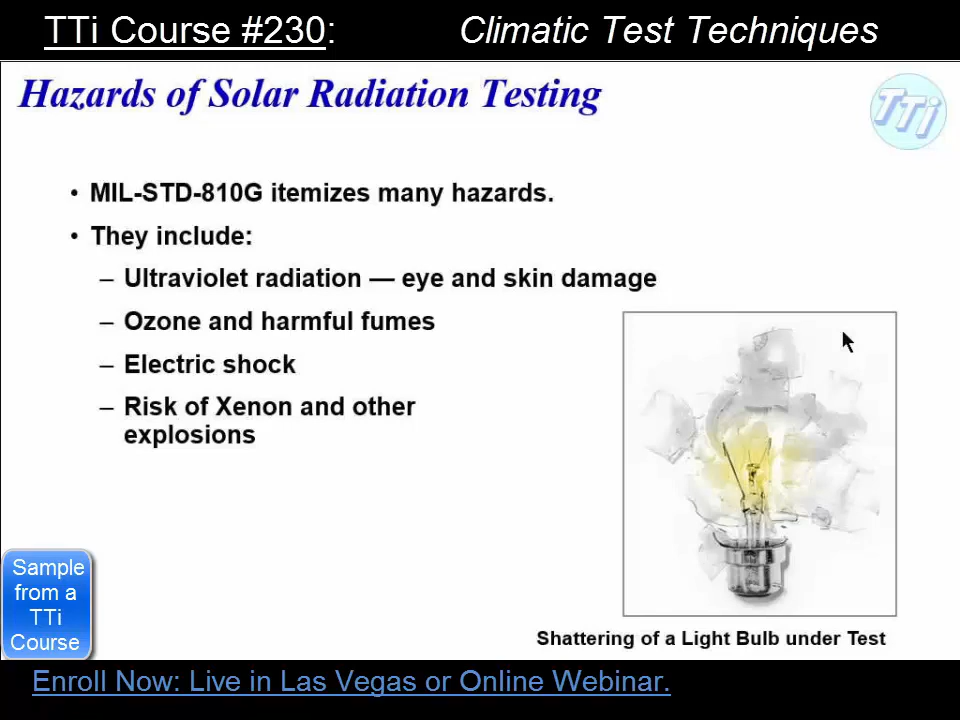 TTi Course #230: Climatic Test Techniques
Hazards of Solar Radiation Testing
TTi
• MIL-STD-810G itemizes many hazards.
• They include:
– Ultraviolet radiation — eye and skin damage
– Ozone and harmful fumes
– Electric shock
– Risk of Xenon and other
explosions
Shattering of a Light Bulb under Test
Sample
from a
TTi
Course
Enroll Now: Live in Las Vegas or Online Webinar.